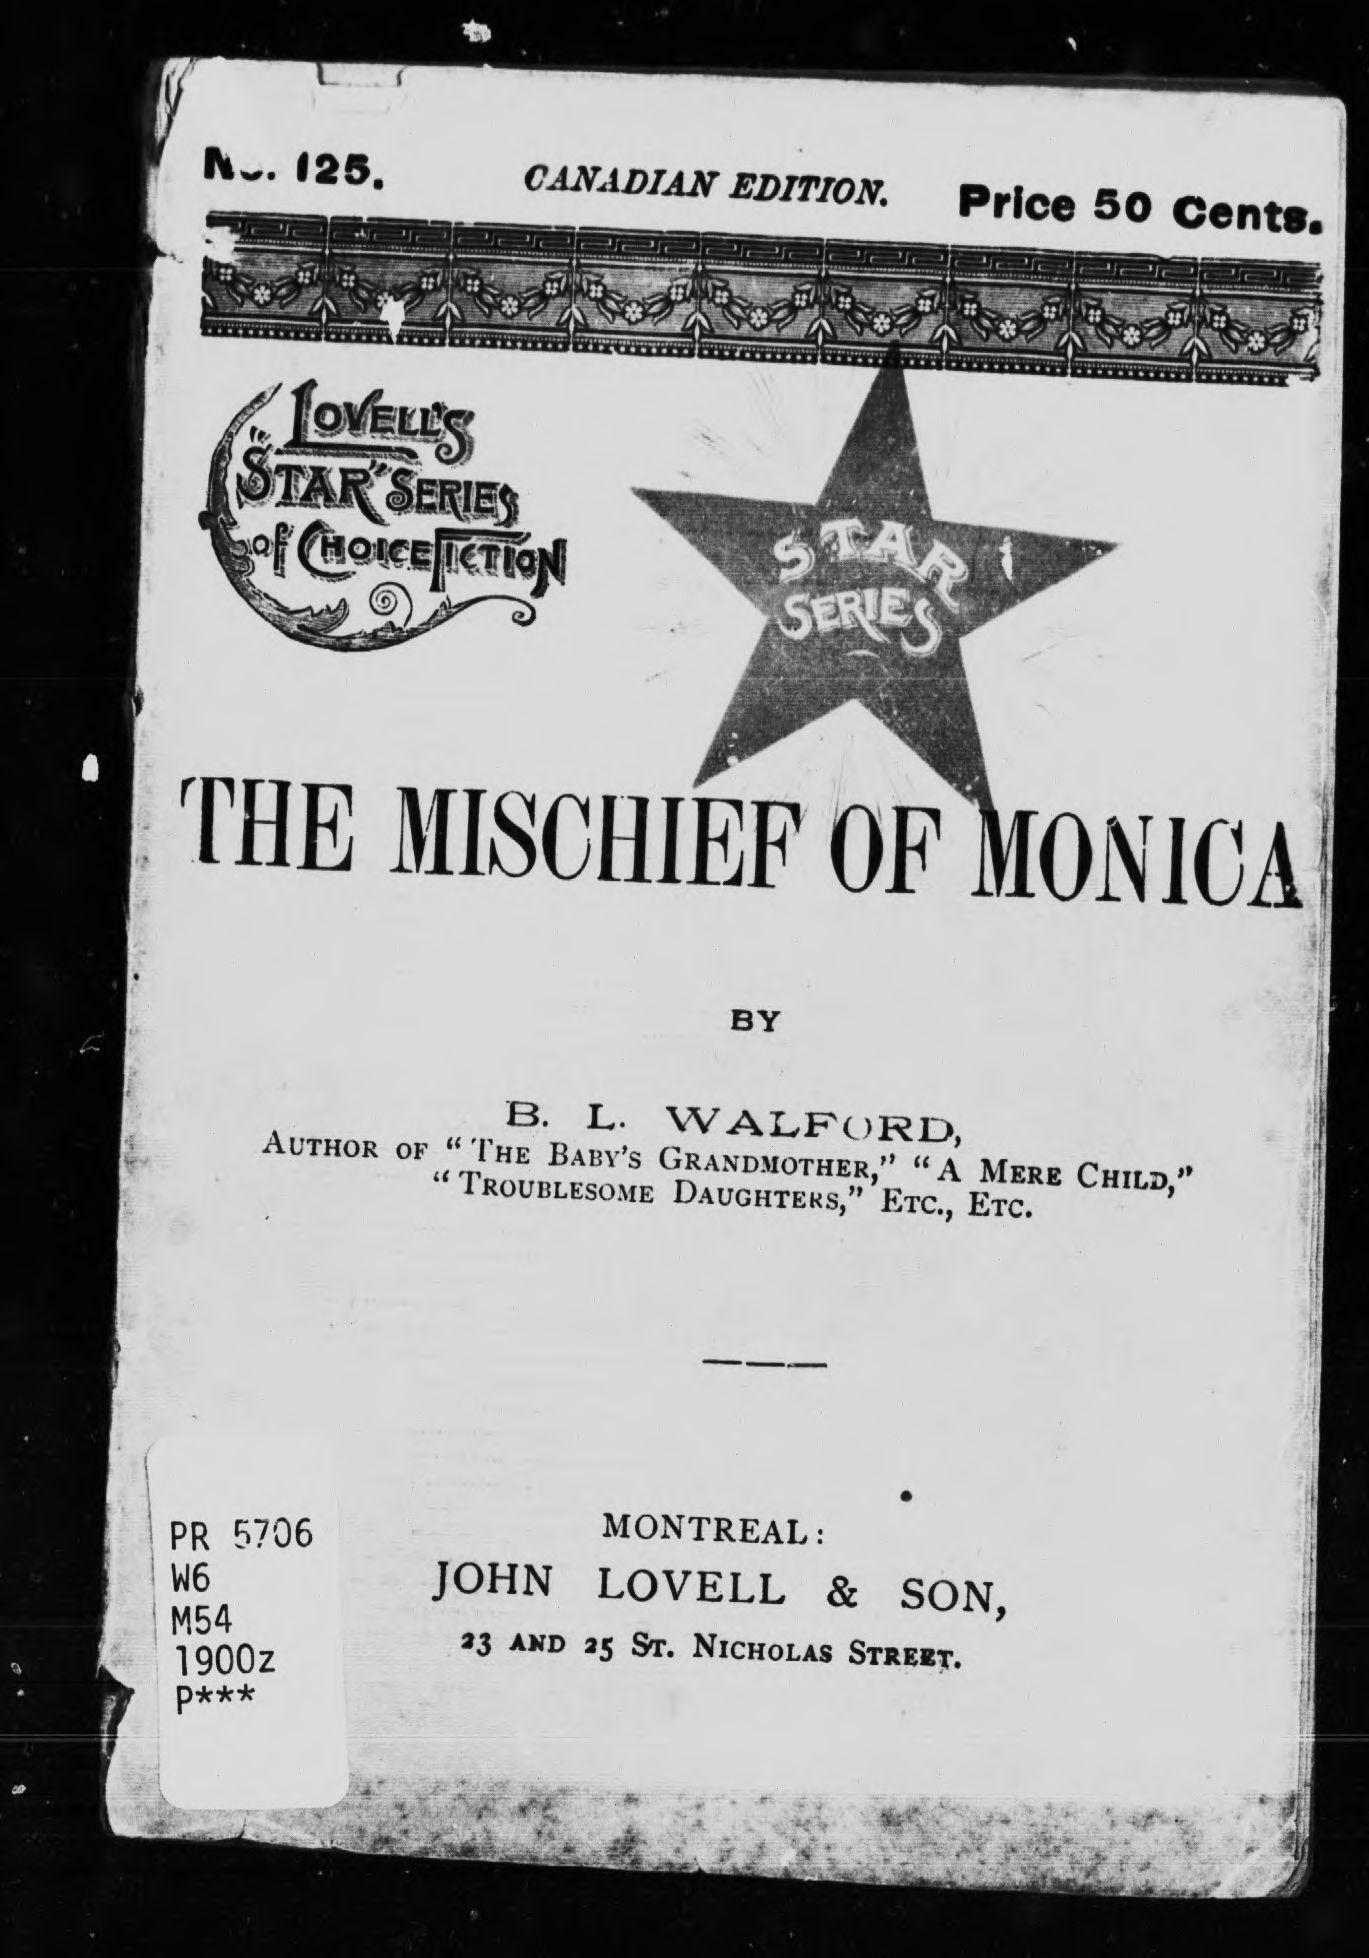 No. 125.
CANADIAN EDITION.
Price 50 Cents.
LOVELL'S
"STAR" SERIES
of CHOICE FICTION
STAR
SERIES
THE MISCHIEF OF MONICA
BY
B. L. WALFORD,
AUTHOR OF "THE BABY'S GRANDMOTHER," "A MERE CHILD,"
"TROUBLESOME DAUGHTERS," ETC., ETC.
MONTREAL:
JOHN LOVELL & SON,
23 AND 25 ST. NICHOLAS STREET.
PR 5706
W6
M54
1900z
P***